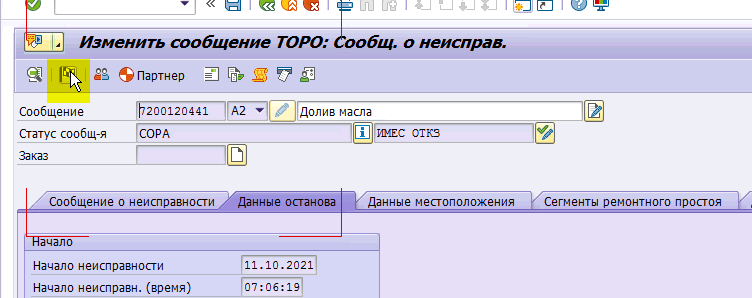 Изменить сообщение ТОРО: Сообщ. о неисправ.
Партнер
Сообщение 7200120441 A2 Долив масла
Статус сообщ-я СОРА ИМЕС ОТКЗ
Заказ
Сообщение о неисправности Данные останова Данные местоположения Сегменты ремонтного простоя
Начало
Начало неисправности 11.10.2021
Начало неисправн. (время) 07:06:19